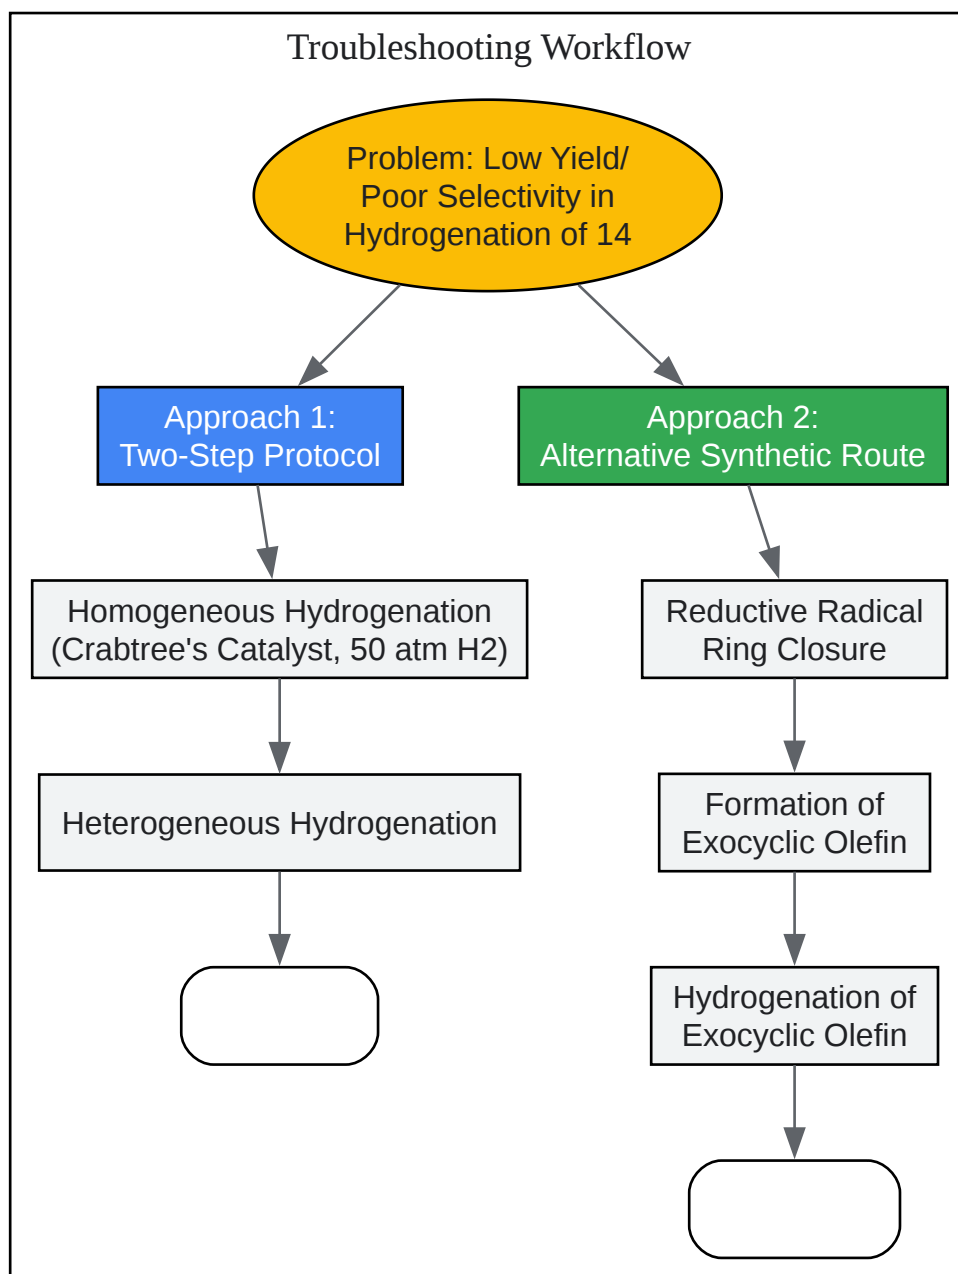 Troubleshooting Workflow
Problem: Low Yield/
Poor Selectivity in
Hydrogenation of 14
Approach 1:
Two-Step Protocol
Approach 2:
Alternative Synthetic Route
Homogeneous Hydrogenation
(Crabtree's Catalyst, 50 atm H2)
Reductive Radical
Ring Closure
Heterogeneous Hydrogenation
Formation of
Exocyclic Olefin
Hydrogenation of
Exocyclic Olefin